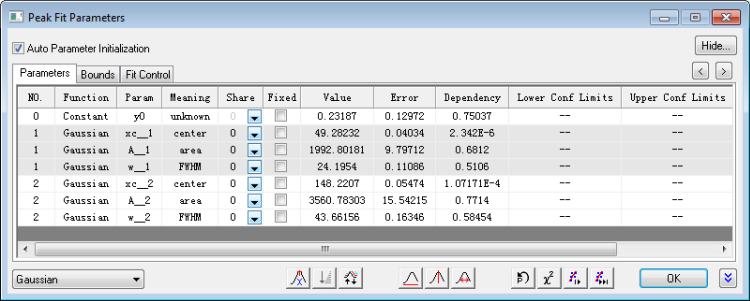 Peak Fit Parameters
Auto Parameter Initialization Hide...
Parameters Bounds Fit Control < >
NO. Function Param Meaning Share Fixed Value Error Dependency Lower Conf Limits Upper Conf Limits
0 Constant y0 unknown 0 0.23187 0.12972 0.75037 -- --
1 Gaussian xc__1 center 0 49.28232 0.04034 2.342E-6 -- --
1 Gaussian A__1 area 0 1992.80181 9.79712 0.6812 -- --
1 Gaussian w__1 FWHM 0 24.1954 0.11086 0.5106 -- --
2 Gaussian xc__2 center 0 148.2207 0.05474 1.07171E-4 -- --
2 Gaussian A__2 area 0 3560.78303 15.54215 0.7714 -- --
2 Gaussian w__2 FWHM 0 43.66156 0.16346 0.58454 -- --
Gaussian χ² OK